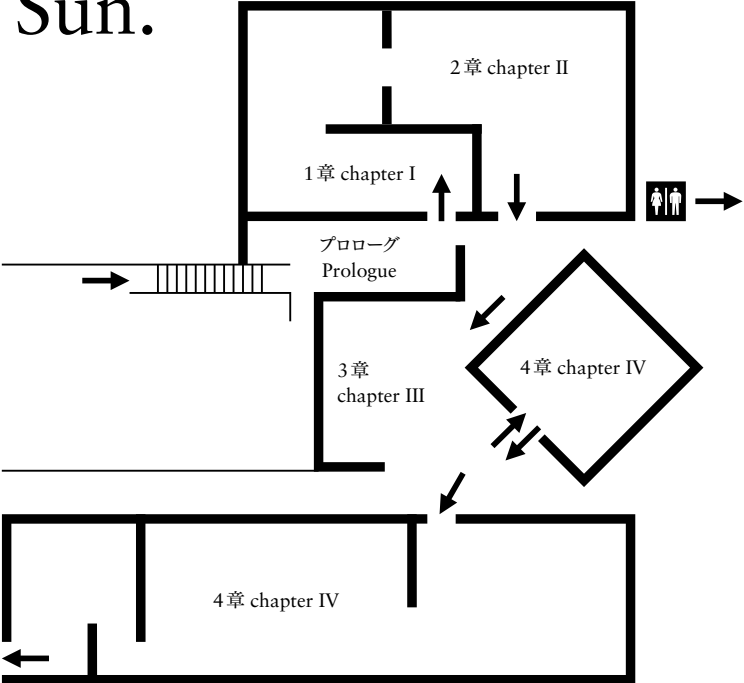 Sun.
2章 chapter II
1章 chapter I
プロローグ
Prologue
3章
chapter III
4章 chapter IV
4章 chapter IV